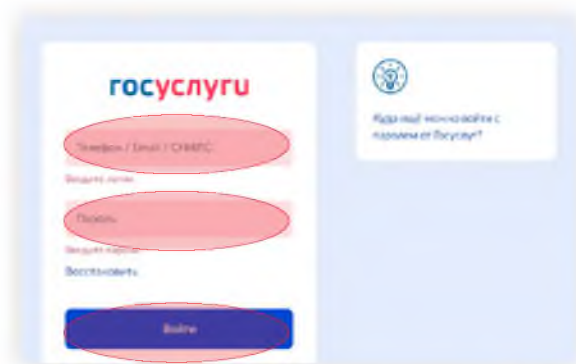 госуслуги
Телефон / Email / СНИЛС
Введите логин
Пароль
Введите пароль
Восстановить
Войти
Куда ещё можно войти с
паролем от Госуслуг?